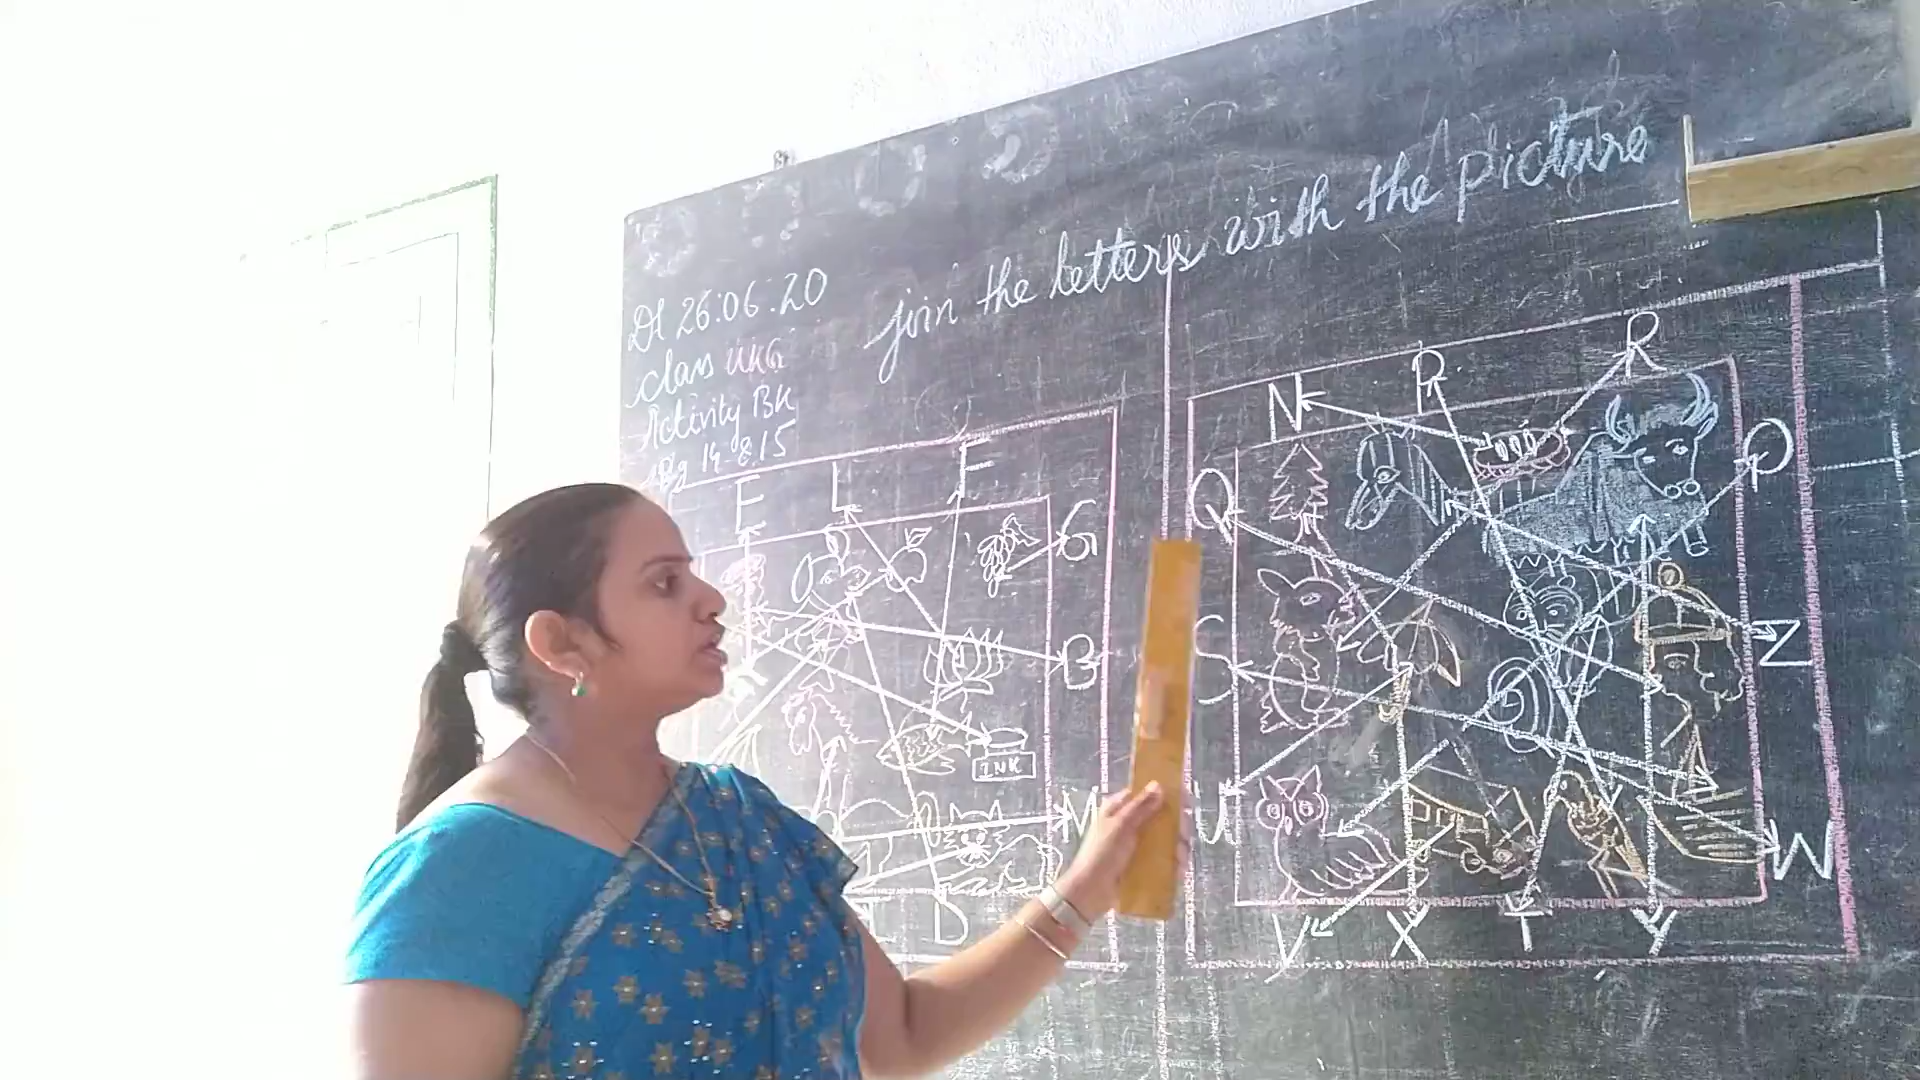 Dt 26:06:20
join the letters with the picture
class UKG
Activity BK
Pg 14-&15
E L F
G
B
INK
M
D
N P R
Q O
S Z
U W
V X T Y